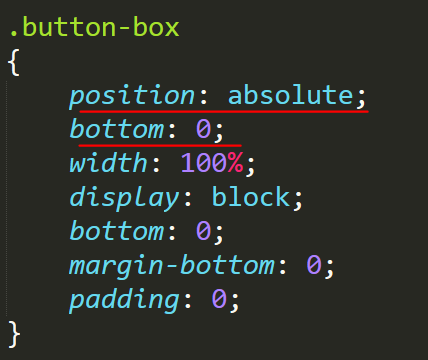 .button-box
{
position: absolute;
bottom: 0;
width: 100%;
display: block;
bottom: 0;
margin-bottom: 0;
padding: 0;
}